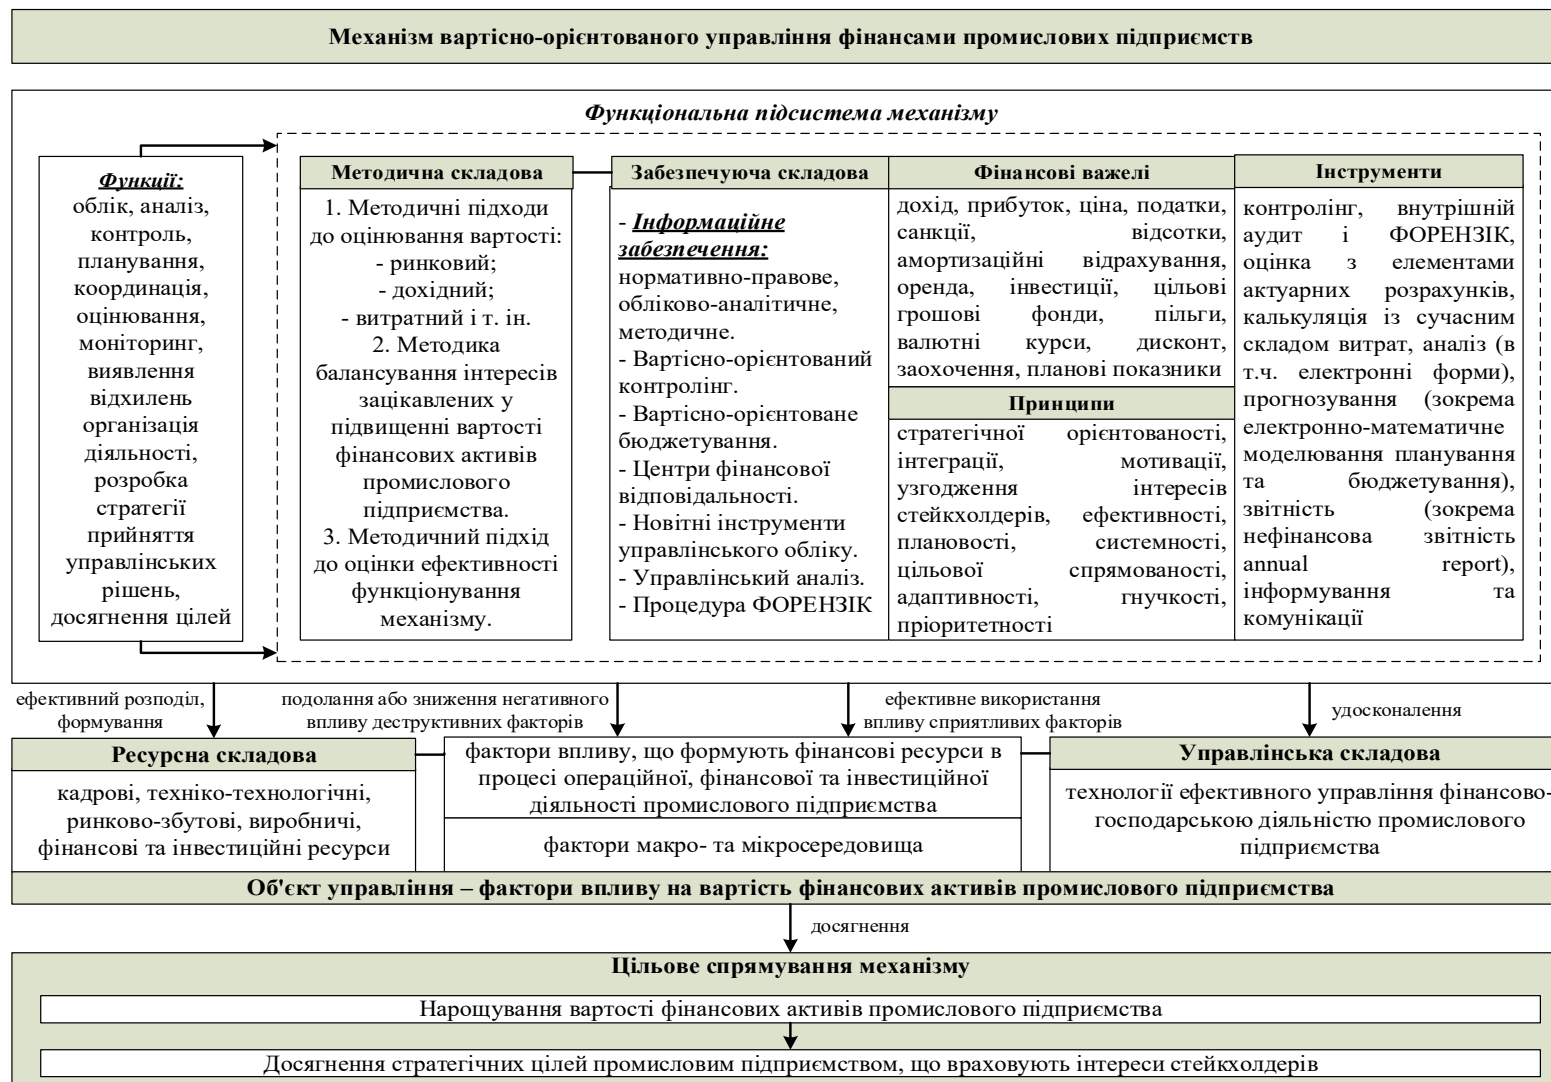 Механізм вартісно-орієнтованого управління фінансами промислових підприємств
Функціональна підсистема механізму
Функції:
облік, аналіз,
контроль,
планування,
координація,
оцінювання,
моніторинг,
виявлення
відхилень
організація
діяльності,
розробка
стратегії
прийняття
управлінських
рішень,
досягнення цілей
Методична складова
1. Методичні підходи
до оцінювання вартості:
- ринковий;
- дохідний;
- витратний і т. ін.
2. Методика
балансування інтересів
зацікавлених у
підвищенні вартості
фінансових активів
промислового
підприємства.
3. Методичний підхід
до оцінки ефективності
функціонування
механізму.
Забезпечуюча складова
- Інформаційне
забезпечення:
нормативно-правове,
обліково-аналітичне,
методичне.
- Вартісно-орієнтований
контролінг.
- Вартісно-орієнтоване
бюджетування.
- Центри фінансової
відповідальності.
- Новітні інструменти
управлінського обліку.
- Управлінський аналіз.
- Процедура ФОРЕНЗІК
Фінансові важелі
дохід, прибуток, ціна, податки,
санкції, відсотки,
амортизаційні відрахування,
оренда, інвестиції, цільові
грошові фонди, пільги,
валютні курси, дисконт,
заохочення, планові показники
Принципи
стратегічної орієнтованості,
інтеграції, мотивації,
узгодження інтересів
стейкхолдерів, ефективності,
плановості, системності,
цільової спрямованості,
адаптивності, гнучкості,
пріоритетності
Інструменти
контролінг, внутрішній
аудит і ФОРЕНЗІК,
оцінка з елементами
актуарних розрахунків,
калькуляція із сучасним
складом витрат, аналіз (в
т.ч. електронні форми),
прогнозування (зокрема
електронно-математичне
моделювання планування
та бюджетування),
звітність (зокрема
нефінансова звітність
annual report),
інформування та
комунікації
ефективний розподіл,
формування
подолання або зниження негативного
впливу деструктивних факторів
ефективне використання
впливу сприятливих факторів
удосконалення
Ресурсна складова
кадрові, техніко-технологічні,
ринково-збутові, виробничі,
фінансові та інвестиційні ресурси
фактори впливу, що формують фінансові ресурси в
процесі операційної, фінансової та інвестиційної
діяльності промислового підприємства
фактори макро- та мікросередовища
Управлінська складова
технології ефективного управління фінансово-
господарською діяльністю промислового
підприємства
Об'єкт управління – фактори впливу на вартість фінансових активів промислового підприємства
досягнення
Цільове спрямування механізму
Нарощування вартості фінансових активів промислового підприємства
Досягнення стратегічних цілей промисловим підприємством, що враховують інтереси стейкхолдерів